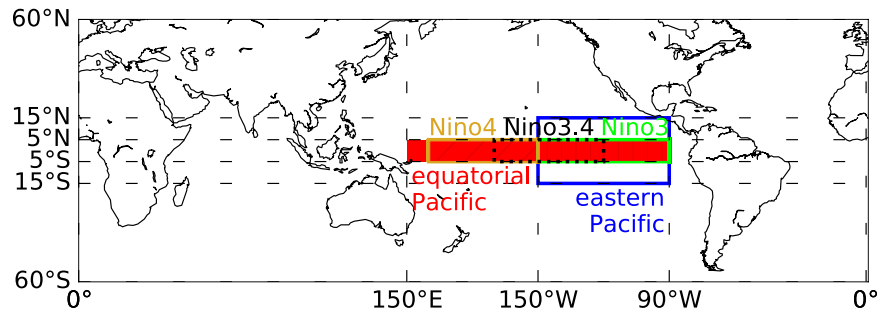 60°N
15°N
Nino4 Nino3.4 Nino3
5°N
5°S
15°S
equatorial
Pacific
eastern
Pacific
60°S
0° 150°E 150°W 90°W 0°